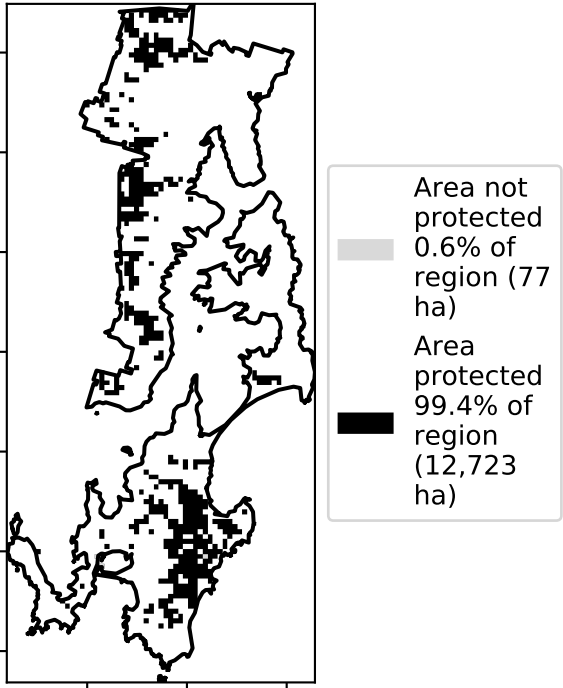 Area not
protected
0.6% of
region (77
ha)
Area
protected
99.4% of
region
(12,723
ha)